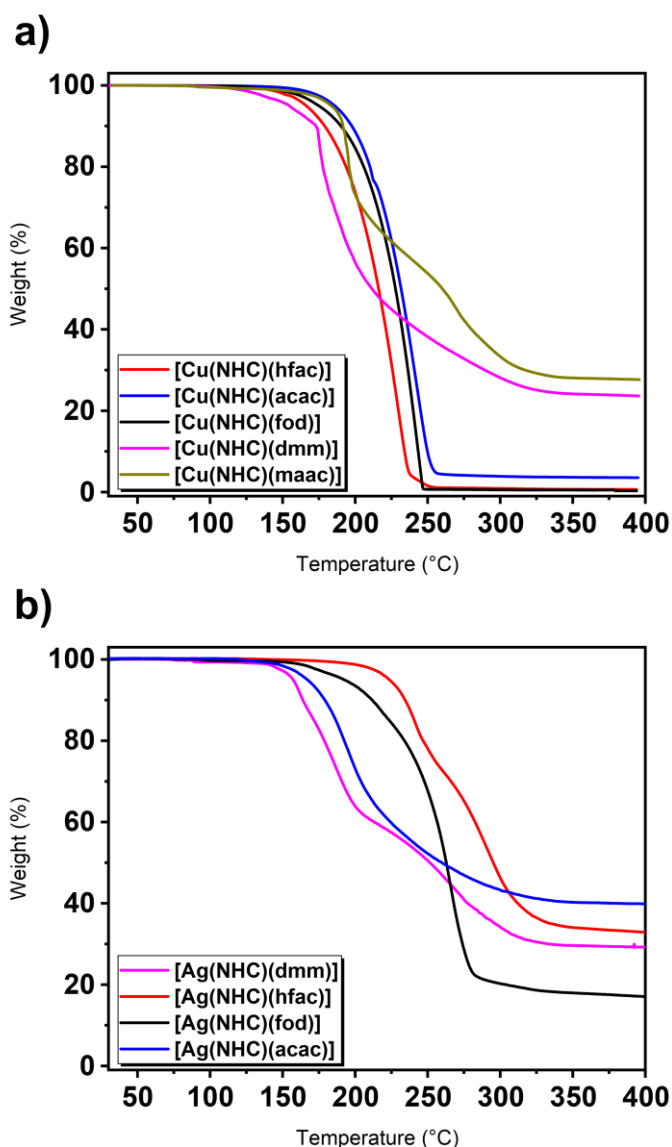 a)
100
80
60
40
20
0
Weight (%)
[Cu(NHC)(hfac)]
[Cu(NHC)(acac)]
[Cu(NHC)(fod)]
[Cu(NHC)(dmm)]
[Cu(NHC)(maac)]
50 100 150 200 250 300 350 400
Temperature (°C)
b)
100
80
60
40
20
0
Weight (%)
[Ag(NHC)(dmm)]
[Ag(NHC)(hfac)]
[Ag(NHC)(fod)]
[Ag(NHC)(acac)]
50 100 150 200 250 300 350 400
Temperature (°C)